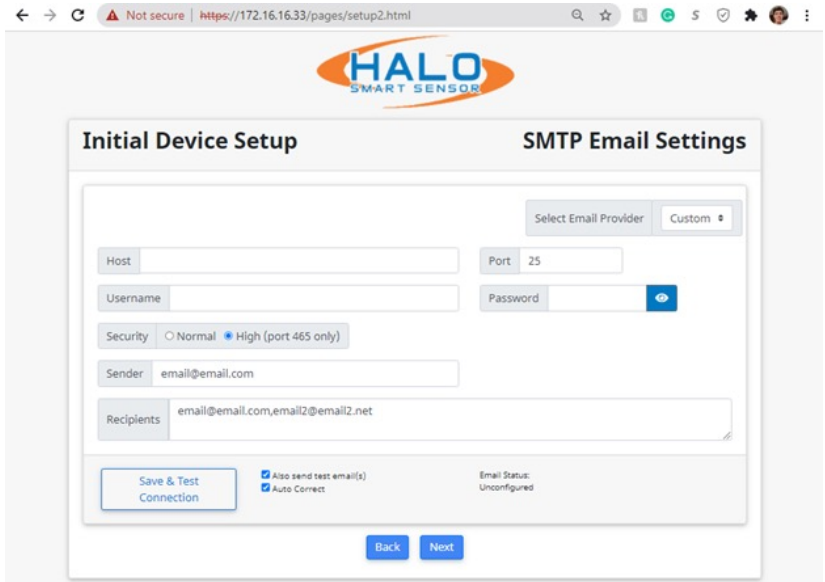 Not secure | https://172.16.16.33/pages/setup2.html
HALO
SMART SENSOR
Initial Device Setup SMTP Email Settings
Select Email Provider Custom
Host Port 25
Username Password
Security Normal High (port 465 only)
Sender email@email.com
Recipients email@email.com,email2@email2.net
Save & Test
Connection
Also send test email(s)
Auto Correct
Email Status:
Unconfigured
Back Next